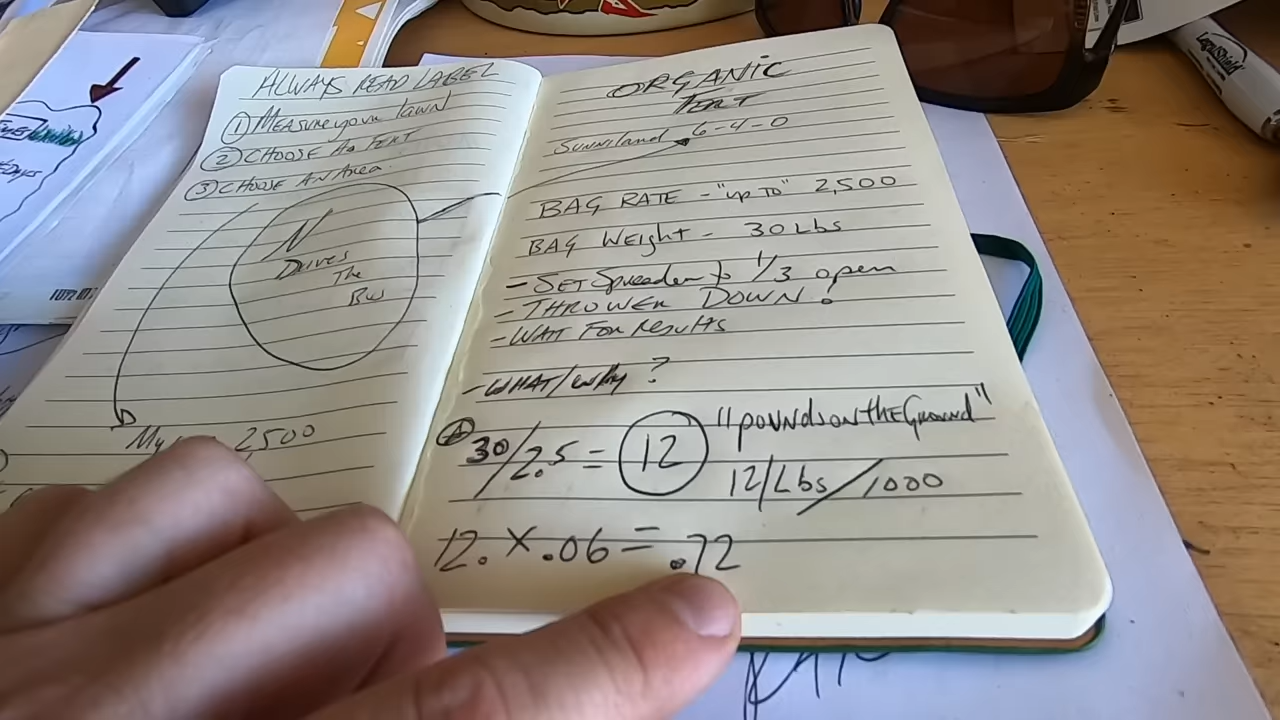 ALWAYS READ LABEL
① MEASURE your lawn
② CHOOSE A FERT
③ CHOOSE AN Area
N
Drives
The
My 2,500
ORGANIC
FERT
Sunniland 6-4-0
BAG RATE - "up To" 2,500
BAG Weight - 30 Lbs
- SET Spreader to 1/3 open
- THROWER DOWN!
- WAIT FOR Results
- WHAT/Why?
30/2.5 = 12 "pounds on the Ground"
12/Lbs/1000
12. x .06 = .72